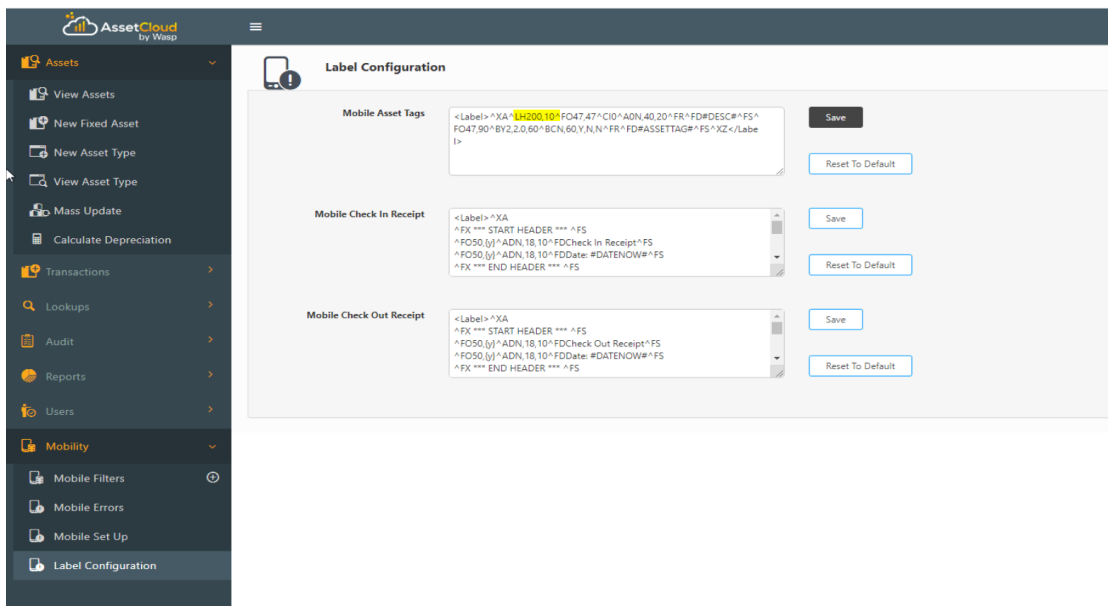 AssetCloud
by Wasp
Assets
View Assets
New Fixed Asset
New Asset Type
View Asset Type
Mass Update
Calculate Depreciation
Transactions
Lookups
Audit
Reports
Users
Mobility
Mobile Filters
Mobile Errors
Mobile Set Up
Label Configuration
Label Configuration
Mobile Asset Tags
<Label>^XA^LH200,10^FO47,47^CI0^A0N,40,20^FR^FD#DESC#^FS^
FO47,90^BY2,2.0,60^BCN,60,Y,N,N^FR^FD#ASSETTAG#^FS^XZ</Labe
l>
Save
Reset To Default
Mobile Check In Receipt
<Label>^XA
^FX *** START HEADER *** ^FS
^FO50,{y}^ADN,18,10^FDCheck In Receipt^FS
^FO50,{y}^ADN,18,10^FDDate: #DATENOW#^FS
^FX *** END HEADER *** ^FS
Save
Reset To Default
Mobile Check Out Receipt
<Label>^XA
^FX *** START HEADER *** ^FS
^FO50,{y}^ADN,18,10^FDCheck Out Receipt^FS
^FO50,{y}^ADN,18,10^FDDate: #DATENOW#^FS
^FX *** END HEADER *** ^FS
Save
Reset To Default